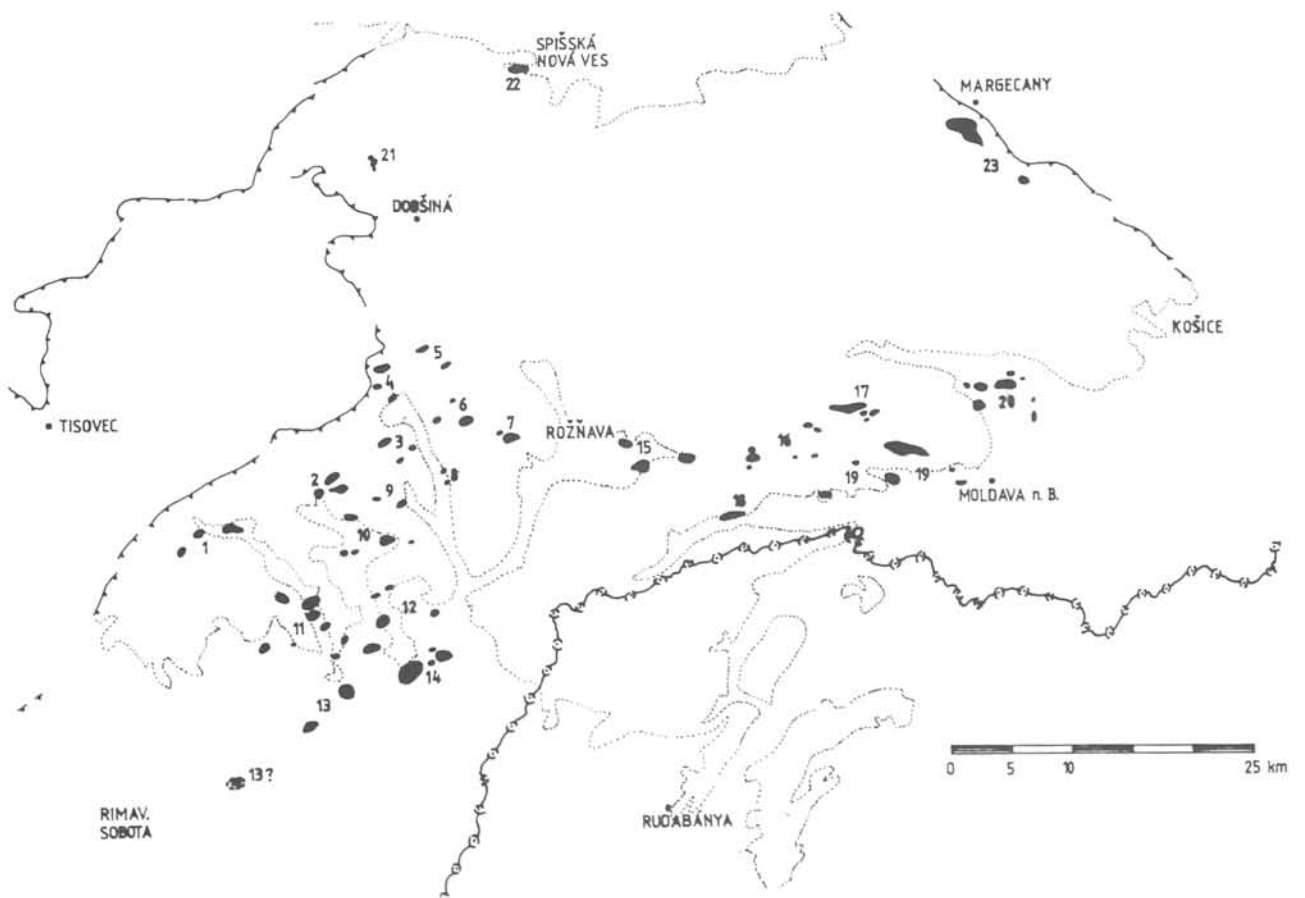 SPIŠSKÁ
NOVÁ VES
22
MARGECANY
23
21
DOBŠINÁ
KOŠICE
5
4
17
20
TISOVEC
6
7
ROŽŇAVA
3
15
16
8
19
19
2
MOLDAVA n. B.
9
18
1
10
12
11
14
13
0 5 10 25 km
13?
RIMAV.
SOBOTA
RUDABÁNYA